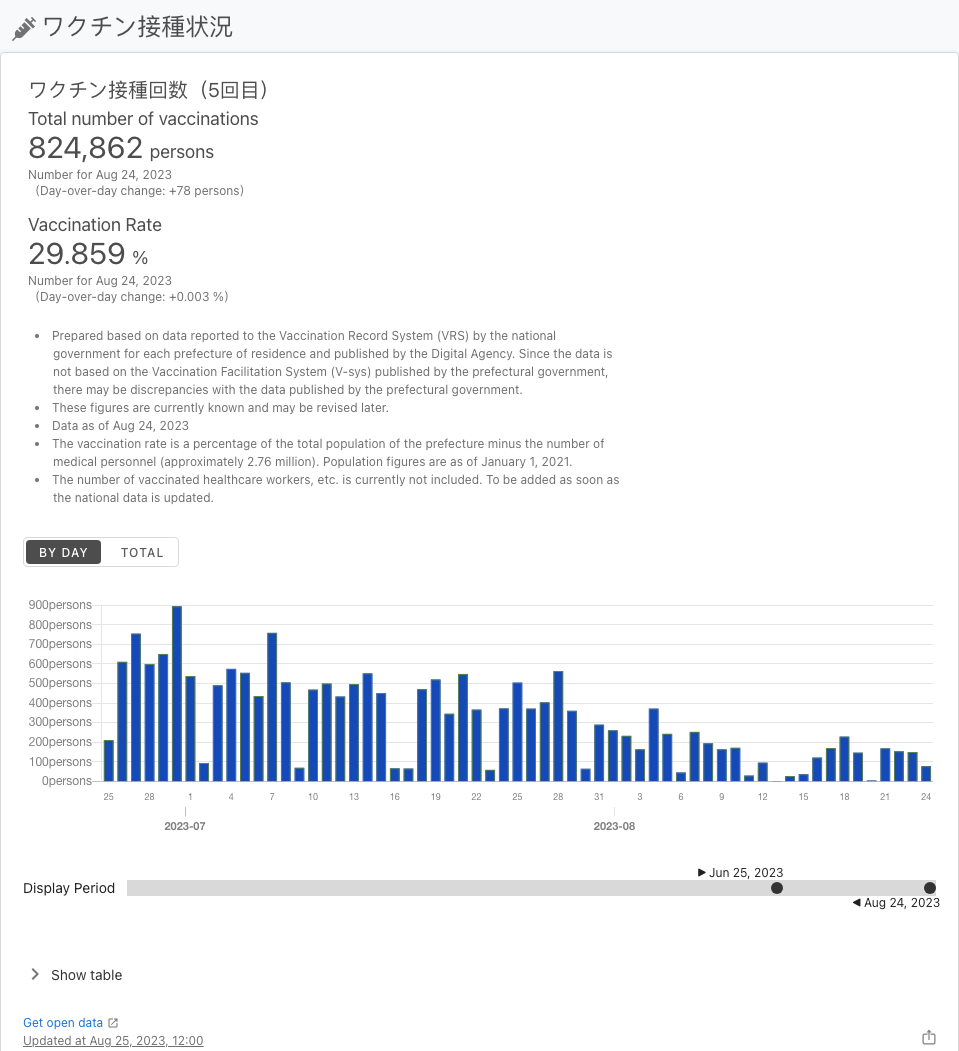 ワクチン接種状況
ワクチン接種回数（5回目）
Total number of vaccinations
824,862 persons
Number for Aug 24, 2023
（Day-over-day change: +78 persons）
Vaccination Rate
29.859 %
Number for Aug 24, 2023
（Day-over-day change: +0.003 %）
• Prepared based on data reported to the Vaccination Record System (VRS) by the national
government for each prefecture of residence and published by the Digital Agency. Since the data is
not based on the Vaccination Facilitation System (V-sys) published by the prefectural government,
there may be discrepancies with the data published by the prefectural government.
• These figures are currently known and may be revised later.
• Data as of Aug 24, 2023
• The vaccination rate is a percentage of the total population of the prefecture minus the number of
medical personnel (approximately 2.76 million). Population figures are as of January 1, 2021.
• The number of vaccinated healthcare workers, etc. is currently not included. To be added as soon as
the national data is updated.
BY DAY TOTAL
900persons
800persons
700persons
600persons
500persons
400persons
300persons
200persons
100persons
0persons
25 28 1 4 7 10 13 16 19 22 25 28 31 3 6 9 12 15 18 21 24
2023-07 2023-08
Jun 25, 2023
Display Period
Aug 24, 2023
Show table
Get open data
Updated at Aug 25, 2023, 12:00